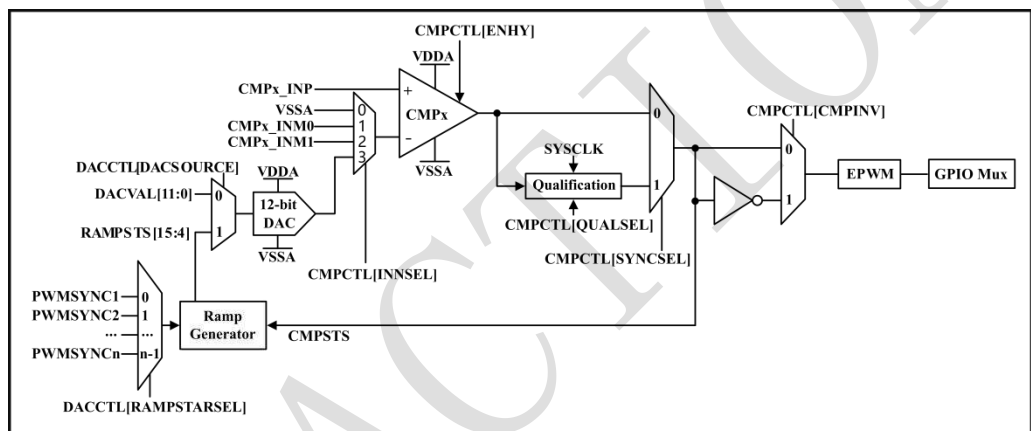 CMPCTL[ENHY]
VDDA
CMPx_INP
+
VSSA
0
CMPx_INM0
1
CMPx_INM1
2
3
CMPx
-
VSSA
0
SYSCLK
Qualification
1
CMPCTL[QUALSEL]
CMPCTL[SYNCSEL]
CMPCTL[CMPINV]
0
1
EPWM
GPIO Mux
DACCTL[DACSOURCE]
VDDA
DACVAL[11:0]
0
12-bit
DAC
RAMPSTS[15:4]
1
VSSA
CMPCTL[INNSEL]
PWMSYNC1
0
PWMSYNC2
1
...
...
PWMSYNCn
n-1
Ramp
Generator
CMPSTS
DACCTL[RAMPSTARSEL]
ACTION